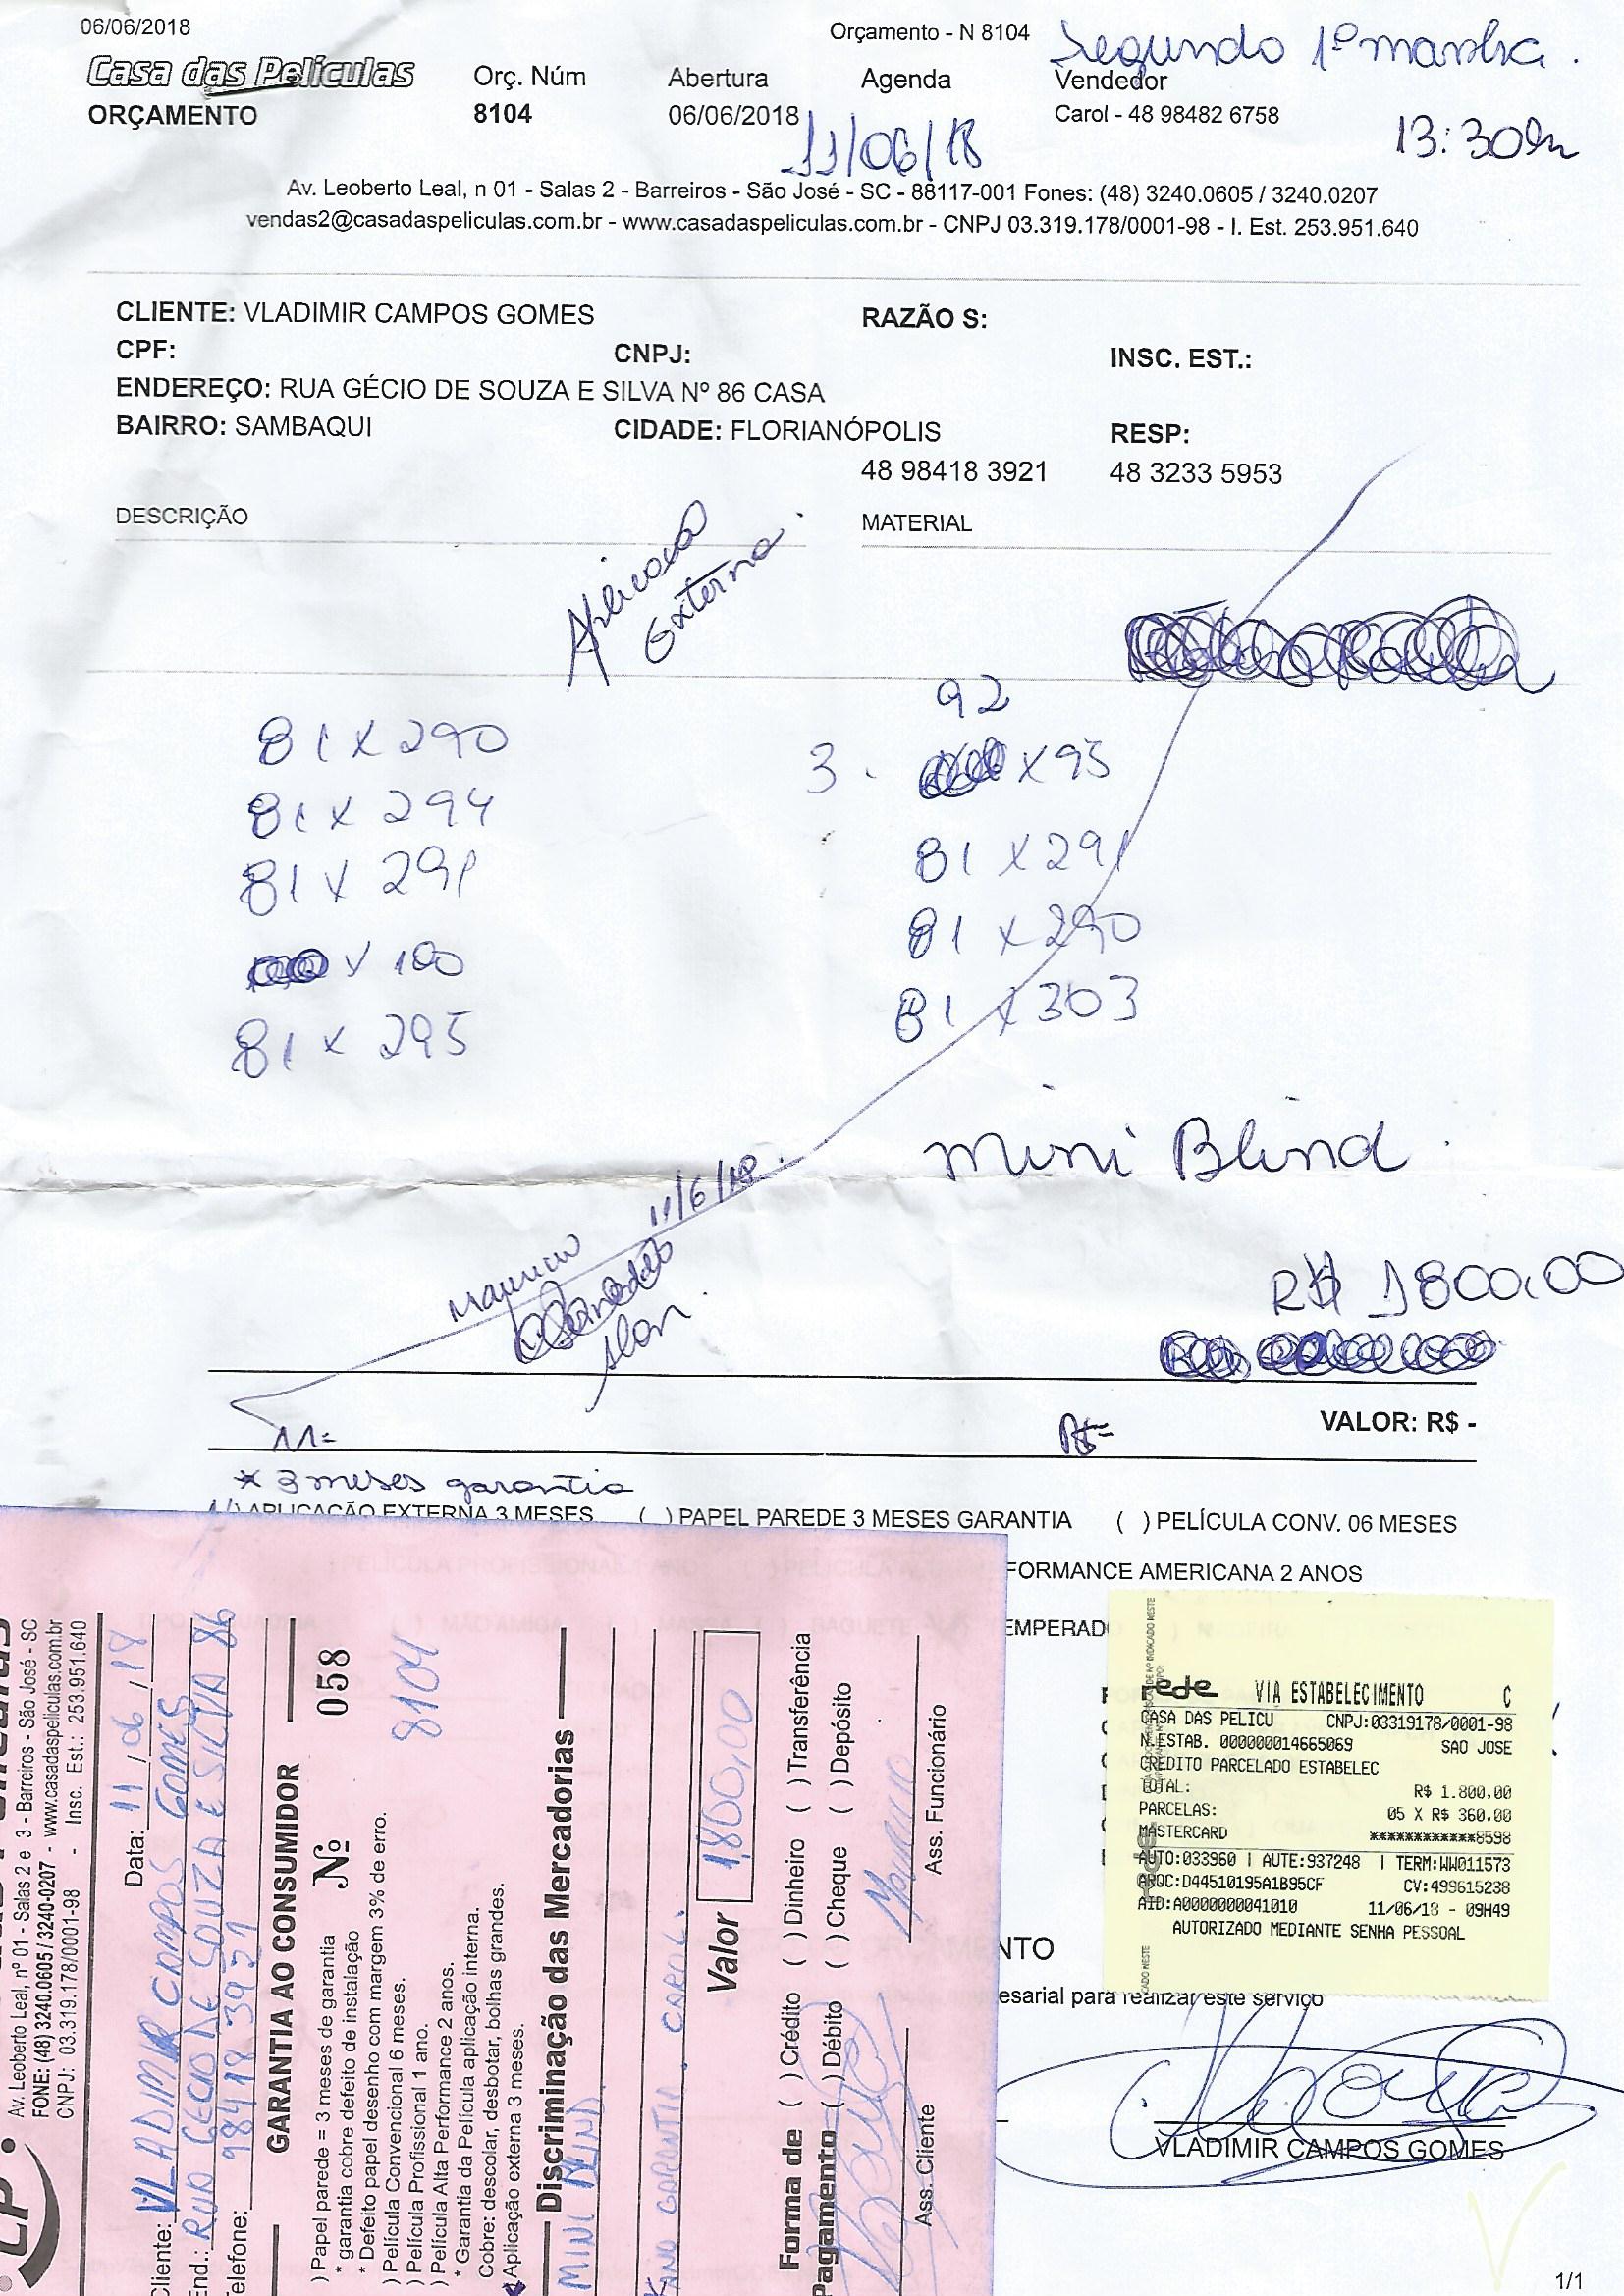 06/06/2018
Orçamento - N 8104
Segundo 1º manhã.
Casa das Películas
Orç. Núm
Abertura
Agenda
Vendedor
ORÇAMENTO
8104
06/06/2018
11/06/18
Carol - 48 98482 6758
13:30h
Av. Leoberto Leal, n 01 - Salas 2 - Barreiros - São José - SC - 88117-001 Fones: (48) 3240.0605 / 3240.0207
vendas2@casadaspeliculas.com.br - www.casadaspeliculas.com.br - CNPJ 03.319.178/0001-98 - I. Est. 253.951.640
CLIENTE: VLADIMIR CAMPOS GOMES
RAZÃO S:
CPF:
CNPJ:
INSC. EST.:
ENDEREÇO: RUA GÉCIO DE SOUZA E SILVA Nº 86 CASA
BAIRRO: SAMBAQUI
CIDADE: FLORIANÓPOLIS
RESP:
48 98418 3921
48 3233 5953
DESCRIÇÃO
MATERIAL
Externa
81 x 290
81 x 294
81 x 291
x 100
81 x 295
92
3. x 95
81 x 291
81 x 290
81 x 303
Mini Blind.
Mauricio 11/6/18.
Alan.
R$ 1800,00
M=
R$=
VALOR: R$ -
* 3 meses garantia
APLICAÇÃO EXTERNA 3 MESES
( ) PAPEL PAREDE 3 MESES GARANTIA
( ) PELÍCULA CONV. 06 MESES
FORMANCE AMERICANA 2 ANOS
EMPERADO
NTO
esarial para realizar este serviço
VLADIMIR CAMPOS GOMES
1/1
Av. Leoberto Leal, nº 01 - Salas 2 e 3 - Barreiros - São José - SC
FONE: (48) 3240.0605 / 3240-0207 - www.casadaspeliculas.com.br
CNPJ: 03.319.178/0001-98 - Insc. Est.: 253.951.640
Data: 11/06/18
Cliente: VLADIMIR CAMPOS GOMES
End.: RUA GECIO DE SOUZA E SILVA 86
Telefone: 98418 3921
GARANTIA AO CONSUMIDOR
Nº 058
8104
) Papel parede = 3 meses de garantia
* garantia cobre defeito de instalação
* Defeito papel desenho com margem 3% de erro.
) Película Convencional 6 meses.
) Película Profissional 1 ano.
) Película Alta Performance 2 anos.
* Garantia da Película aplicação interna.
Cobre: descolar, desbotar, bolhas grandes.
Aplicação externa 3 meses.
Discriminação das Mercadorias
MINI BLIND
GARANTIA CAROL.
Valor 1.800,00
Forma de Pagamento
( ) Crédito ( ) Dinheiro ( ) Transferência
( ) Débito ( ) Cheque ( ) Depósito
Mauricio
Ass. Cliente
Ass. Funcionário
rede VIA ESTABELECIMENTO C
CASA DAS PELICU CNPJ:03319178/0001-98
N.ESTAB. 000000014665069 SAO JOSE
CREDITO PARCELADO ESTABELEC
TOTAL: R$ 1.800,00
PARCELAS: 05 X R$ 360,00
MASTERCARD ************8598
AUTO:033960 | AUTE:937248 | TERM:WW011573
ARQC:D44510195A1B95CF CV:499615238
AID:A0000000041010 11/06/18 - 09H49
AUTORIZADO MEDIANTE SENHA PESSOAL